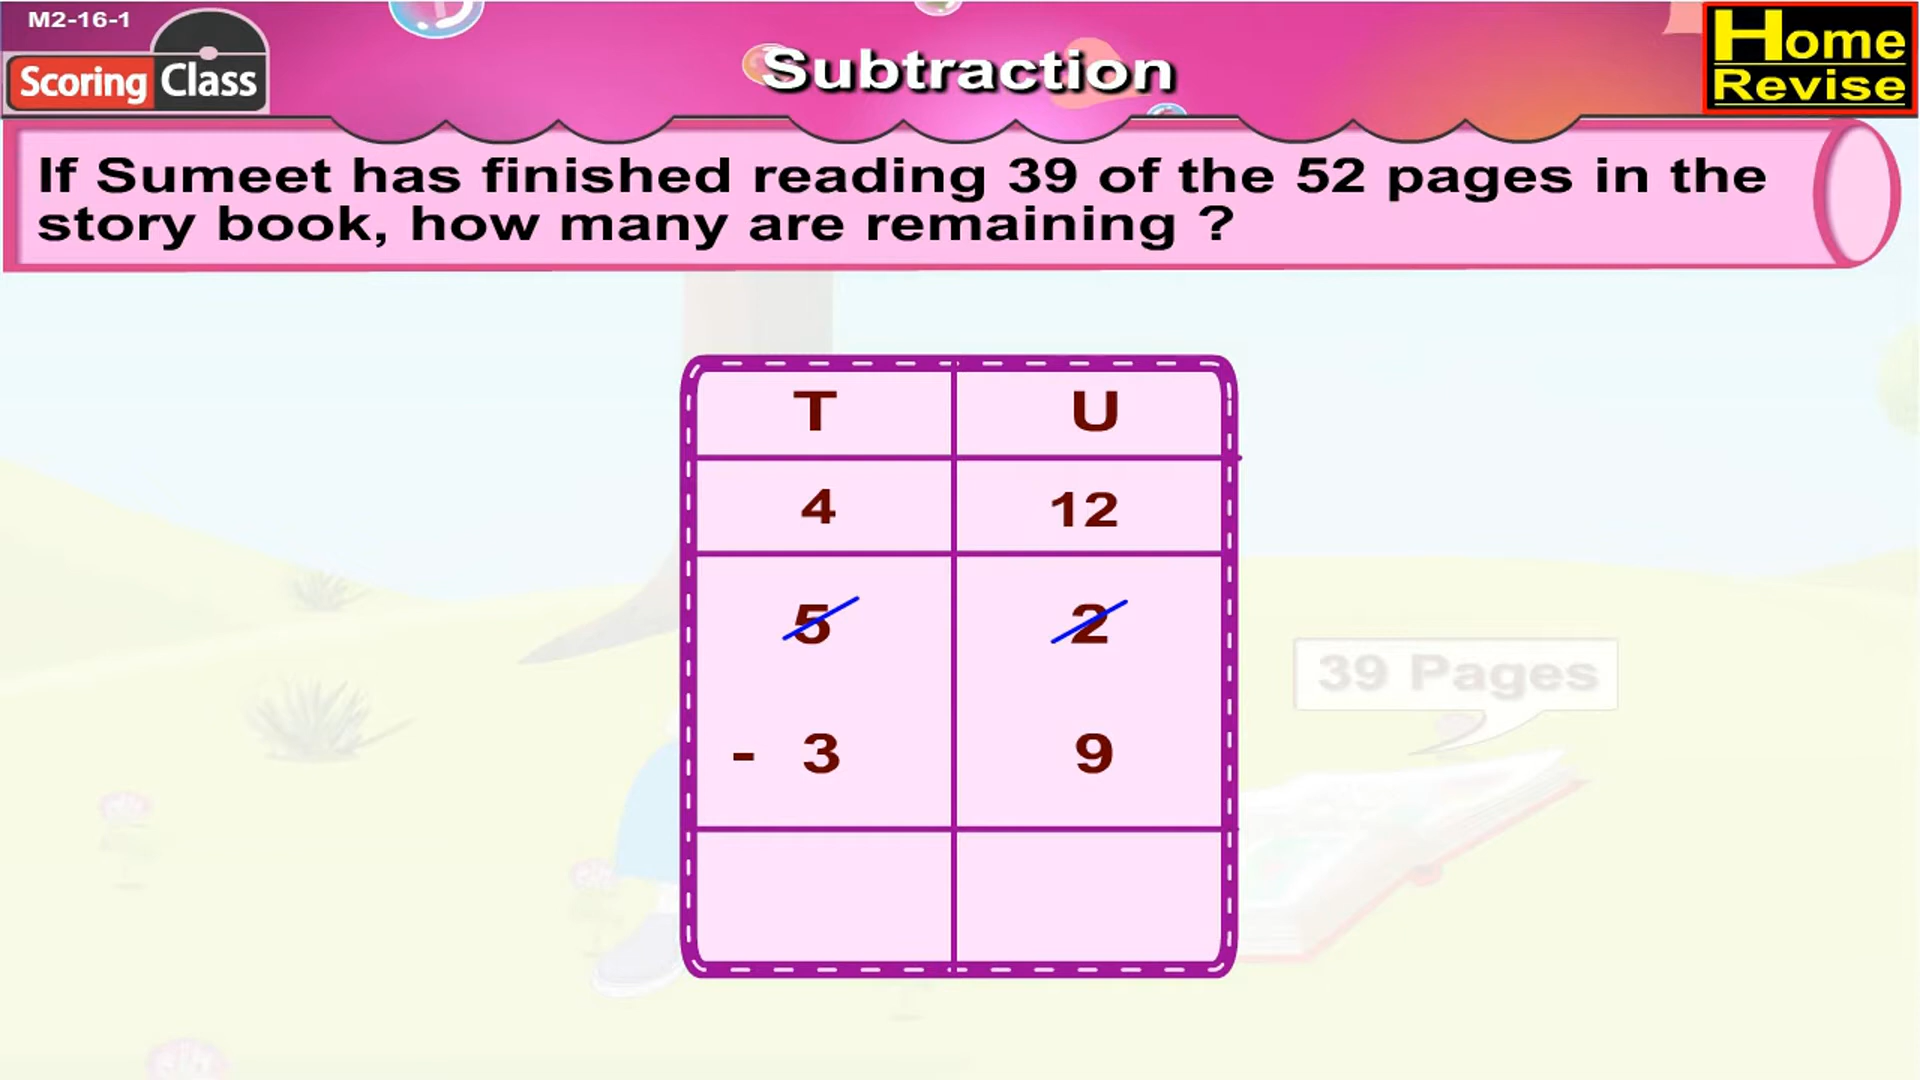 M2-16-1
Scoring Class
Subtraction
Home
Revise
If Sumeet has finished reading 39 of the 52 pages in the
story book, how many are remaining ?
T U
4 12
5 2
- 3 9
39 Pages